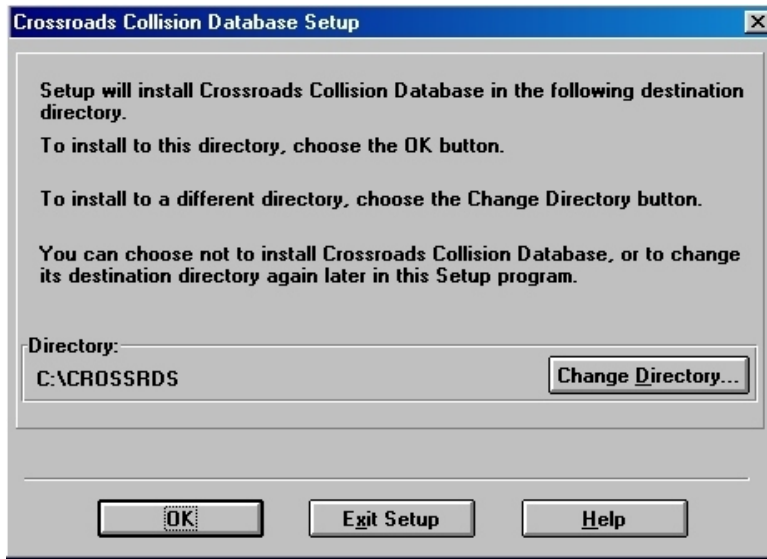 Crossroads Collision Database Setup
Setup will install Crossroads Collision Database in the following destination
directory.
To install to this directory, choose the OK button.
To install to a different directory, choose the Change Directory button.
You can choose not to install Crossroads Collision Database, or to change
its destination directory again later in this Setup program.
Directory:
C:\CROSSRDS
Change Directory...
OK
Exit Setup
Help